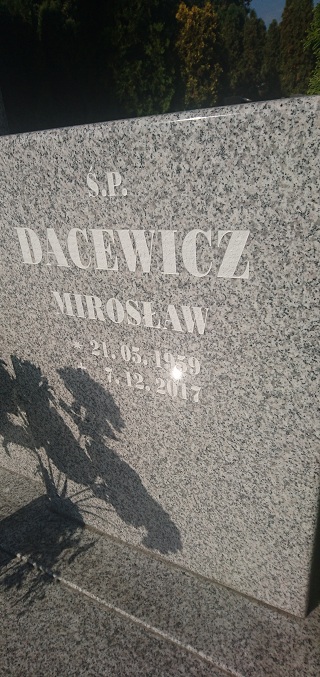 Ś.P.
DACEWICZ
MIROSŁAW
* 21.05.1959
7.12.2017